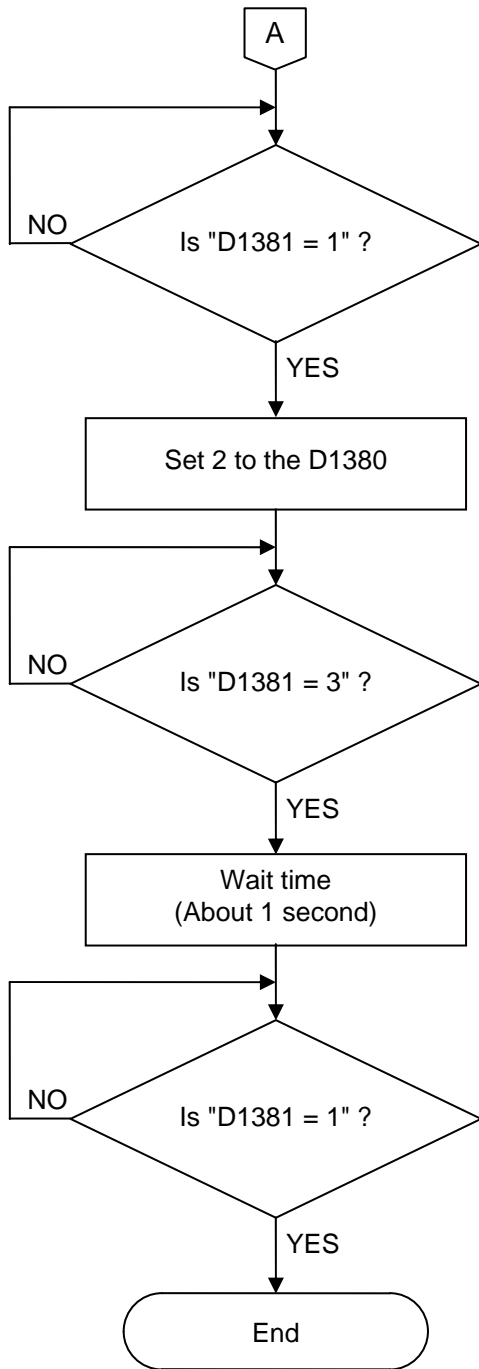 A
NO
Is "D1381 = 1" ?
YES
Set 2 to the D1380
NO
Is "D1381 = 3" ?
YES
Wait time
(About 1 second)
NO
Is "D1381 = 1" ?
YES
End